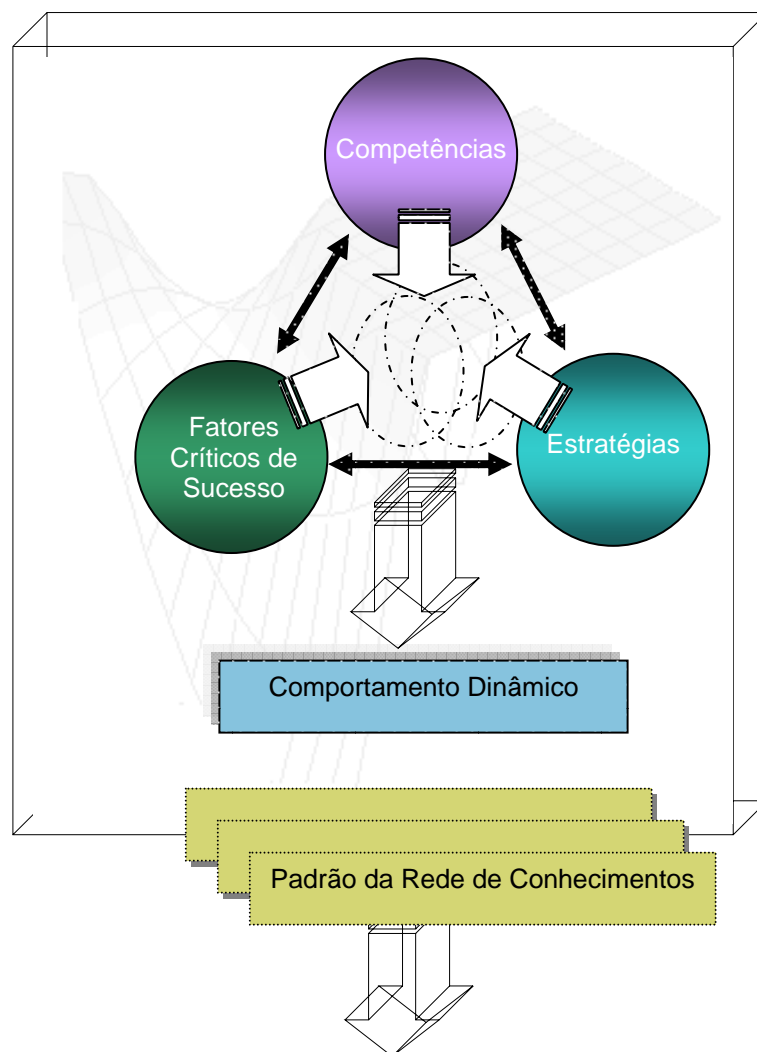 Competências
Fatores
Críticos de
Sucesso
Estratégias
Comportamento Dinâmico
Padrão da Rede de Conhecimentos